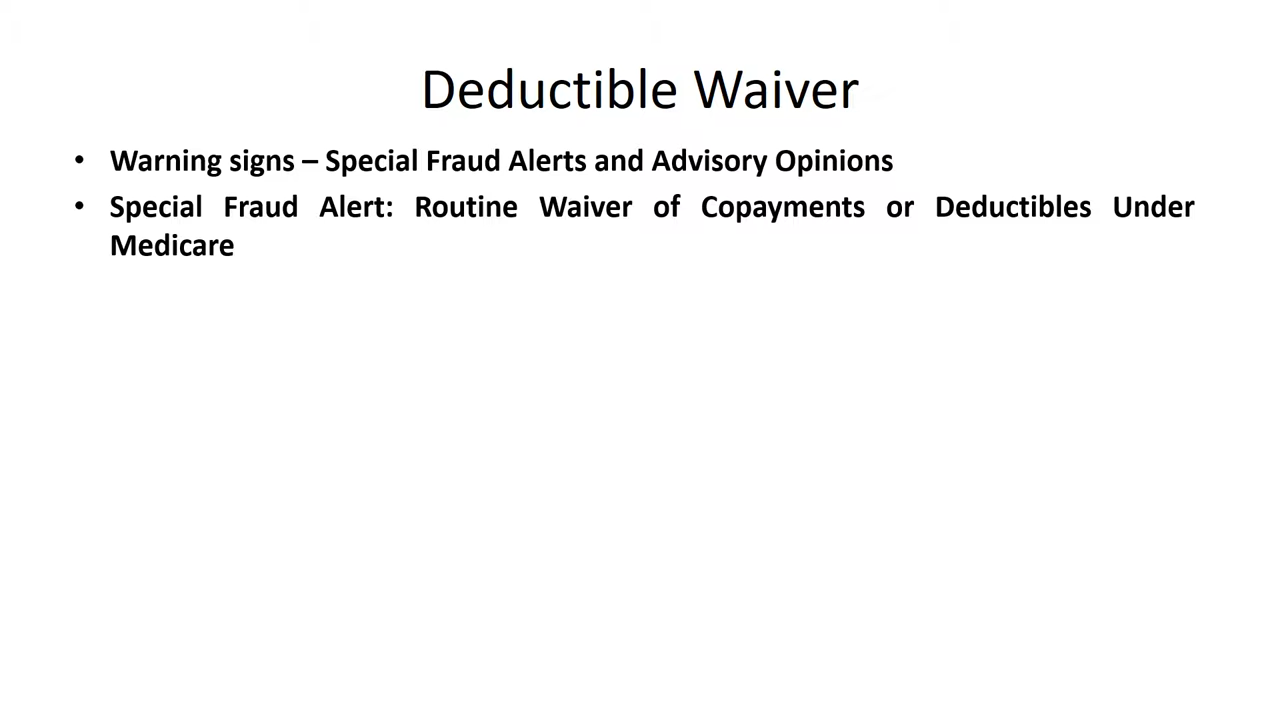 Deductible Waiver
• Warning signs – Special Fraud Alerts and Advisory Opinions
• Special Fraud Alert: Routine Waiver of Copayments or Deductibles Under
Medicare